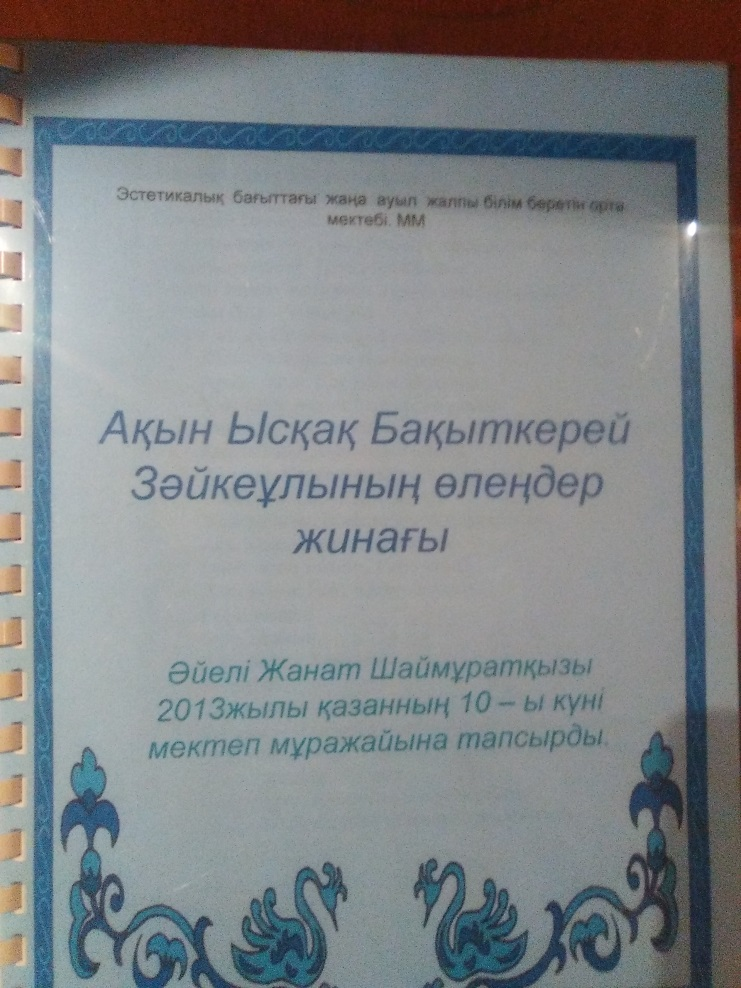 Эстетикалық бағыттағы жаңа ауыл жалпы білім беретін орта
мектебі. ММ
Ақын Ысқақ Бақыткерей
Зәйкеұлының өлеңдер
жинағы
Әйелі Жанат Шаймұратқызы
2013жылы қазанның 10 – ы күні
мектеп мұражайына тапсырды.